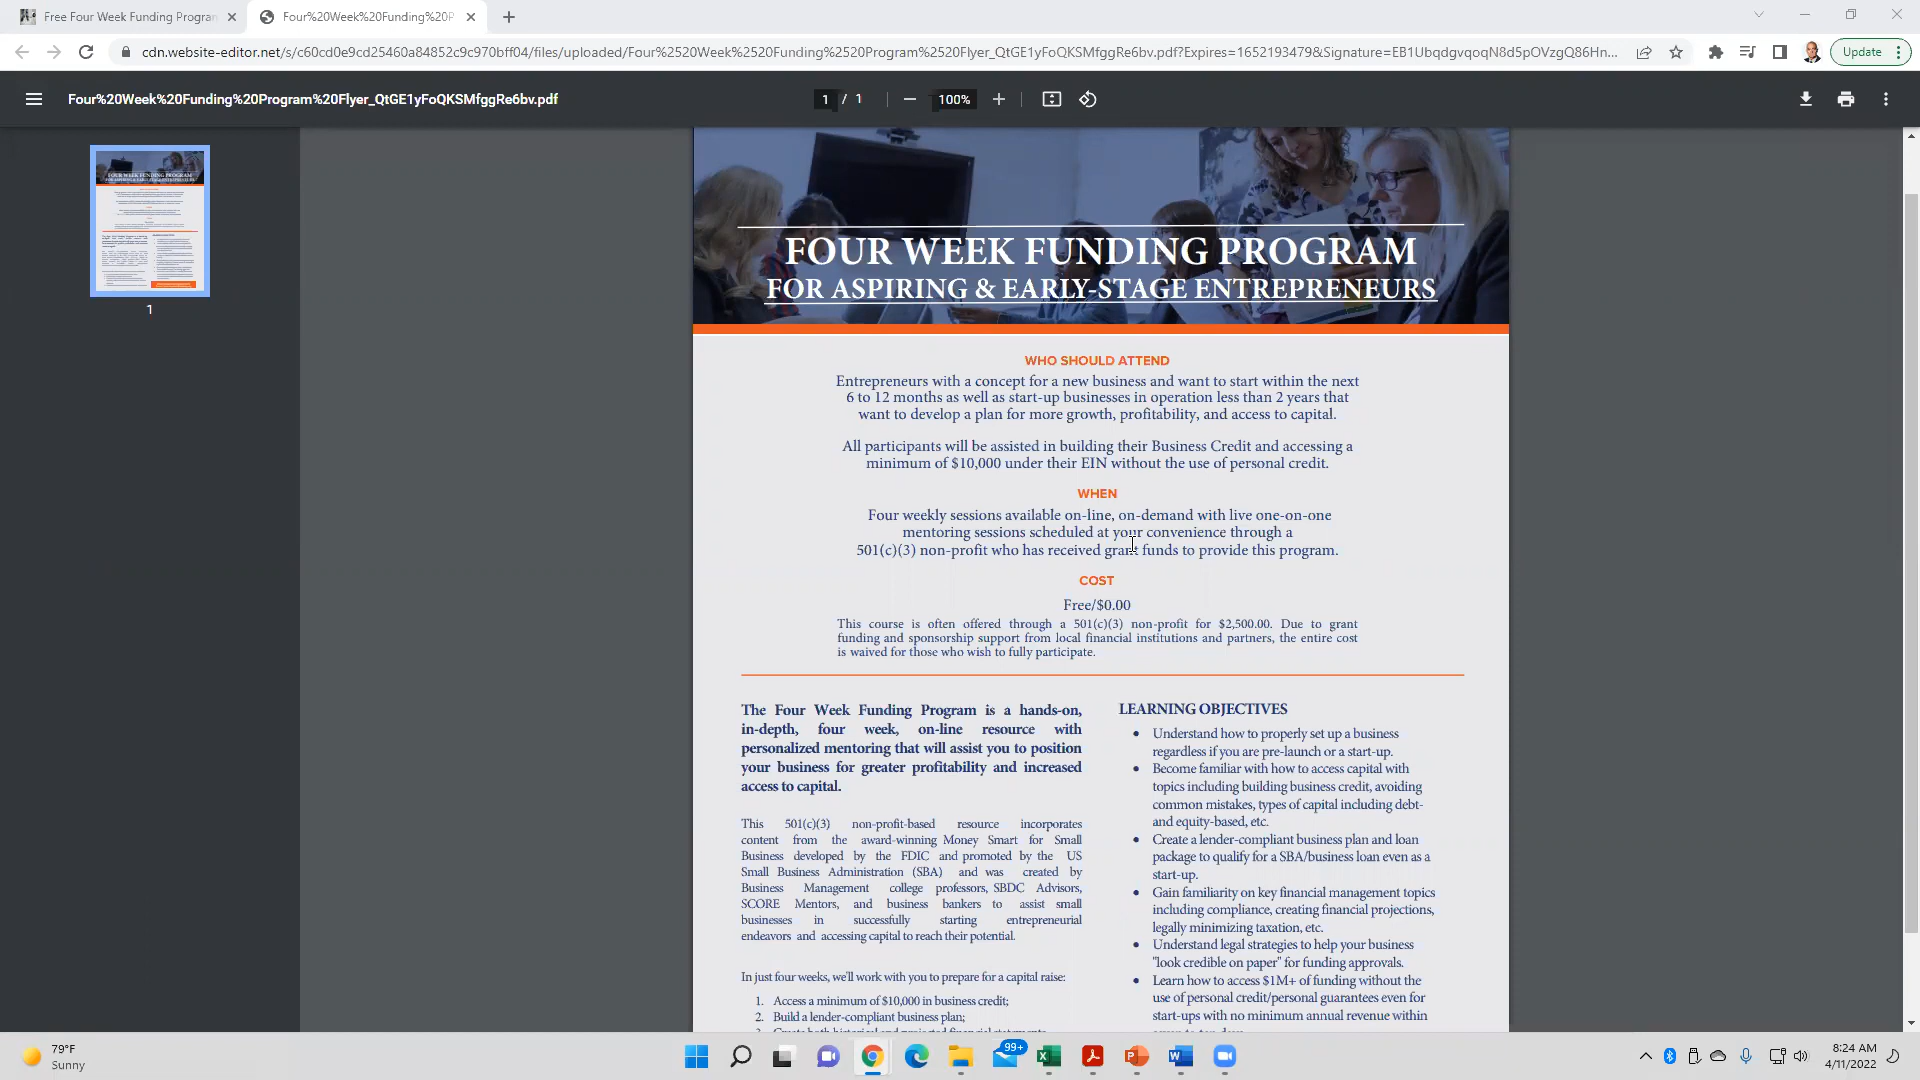 Free Four Week Funding Program
Four%20Week%20Funding%20P
cdn.website-editor.net/s/c60cd0e9cd25460a84852c9c970bff04/files/uploaded/Four%2520Week%2520Funding%2520Program%2520Flyer_QtGE1yFoQKSMfggRe6bv.pdf?Expires=1652193479&Signature=EB1UbqdgvqoqN8d5pOVzgQ86Hn...
Update
Four%20Week%20Funding%20Program%20Flyer_QtGE1yFoQKSMfggRe6bv.pdf
1 / 1
100%
FOUR WEEK FUNDING PROGRAM
FOR ASPIRING & EARLY-STAGE ENTREPRENEURS
1
FOUR WEEK FUNDING PROGRAM
FOR ASPIRING & EARLY-STAGE ENTREPRENEURS
WHO SHOULD ATTEND
Entrepreneurs with a concept for a new business and want to start within the next
6 to 12 months as well as start-up businesses in operation less than 2 years that
want to develop a plan for more growth, profitability, and access to capital.
All participants will be assisted in building their Business Credit and accessing a
minimum of $10,000 under their EIN without the use of personal credit.
WHEN
Four weekly sessions available on-line, on-demand with live one-on-one
mentoring sessions scheduled at your convenience through a
501(c)(3) non-profit who has received grant funds to provide this program.
COST
Free/$0.00
This course is often offered through a 501(c)(3) non-profit for $2,500.00. Due to grant
funding and sponsorship support from local financial institutions and partners, the entire cost
is waived for those who wish to fully participate.
The Four Week Funding Program is a hands-on,
in-depth, four week, on-line resource with
personalized mentoring that will assist you to position
your business for greater profitability and increased
access to capital.
This 501(c)(3) non-profit-based resource incorporates
content from the award-winning Money Smart for Small
Business developed by the FDIC and promoted by the US
Small Business Administration (SBA) and was created by
Business Management college professors, SBDC Advisors,
SCORE Mentors, and business bankers to assist small
businesses in successfully starting entrepreneurial
endeavors and accessing capital to reach their potential.
In just four weeks, we'll work with you to prepare for a capital raise:
1. Access a minimum of $10,000 in business credit;
2. Build a lender-compliant business plan;
3. Create both historical and projected financial statements
LEARNING OBJECTIVES
• Understand how to properly set up a business
regardless if you are pre-launch or a start-up.
• Become familiar with how to access capital with
topics including building business credit, avoiding
common mistakes, types of capital including debt-
and equity-based, etc.
• Create a lender-compliant business plan and loan
package to qualify for a SBA/business loan even as a
start-up.
• Gain familiarity on key financial management topics
including compliance, creating financial projections,
legally minimizing taxation, etc.
• Understand legal strategies to help your business
"look credible on paper" for funding approvals.
• Learn how to access $1M+ of funding without the
use of personal credit/personal guarantees even for
start-ups with no minimum annual revenue within
79°F
Sunny
99+
8:24 AM
4/11/2022